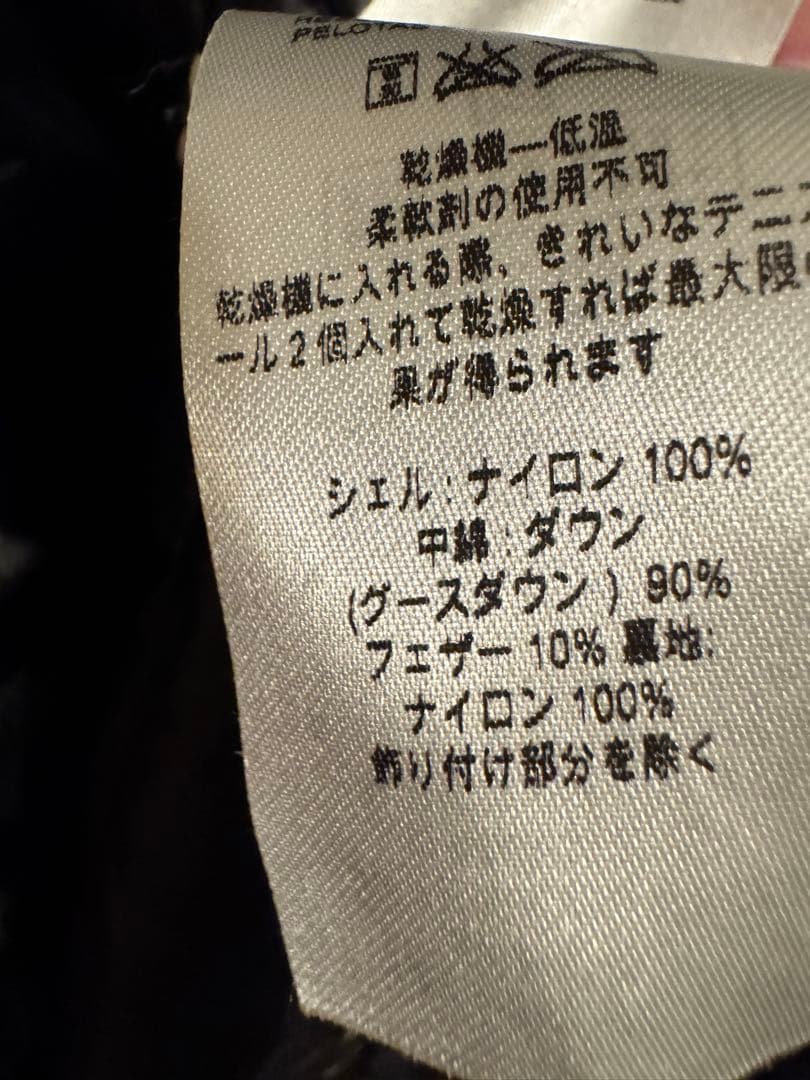 PELOTAS
乾燥機ー低温
柔軟剤の使用不可
乾燥機に入れる際、きれいなテニス
ール2個入れて乾燥すれば最大限の
果が得られます
シェル:ナイロン 100%
中綿:ダウン
(グースダウン) 90%
フェザー 10% 裏地:
ナイロン 100%
飾り付け部分を除く